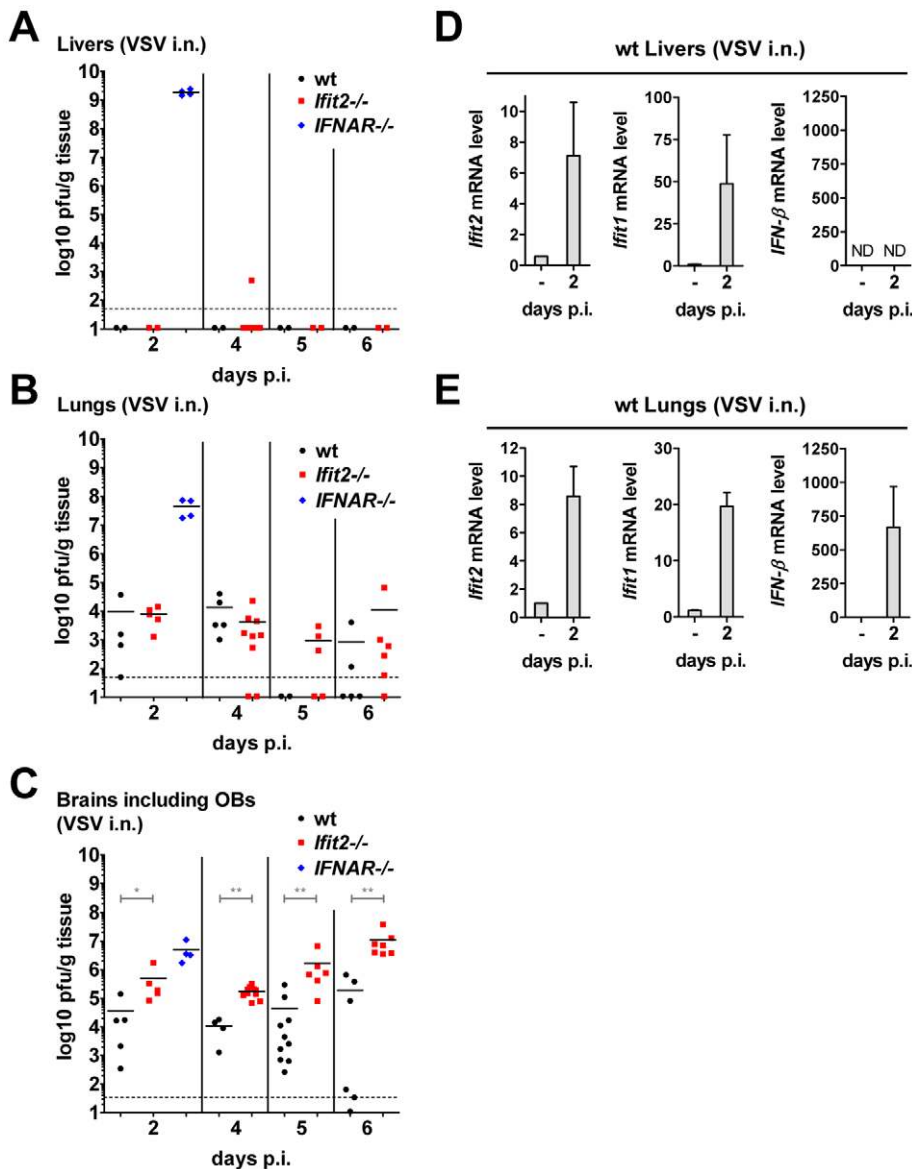 A
Livers (VSV i.n.)
log10 pfu/g tissue
10
9
8
7
6
5
4
3
2
1
wt
Ifit2-/-
IFNAR-/-
2 4 5 6
days p.i.
B
Lungs (VSV i.n.)
log10 pfu/g tissue
10
9
8
7
6
5
4
3
2
1
wt
Ifit2-/-
IFNAR-/-
2 4 5 6
days p.i.
C
Brains including OBs
(VSV i.n.)
log10 pfu/g tissue
10
9
8
7
6
5
4
3
2
1
wt
Ifit2-/-
IFNAR-/-
* ** ** **
2 4 5 6
days p.i.
D
wt Livers (VSV i.n.)
Ifit2 mRNA level
10
8
6
4
2
0
- 2
days p.i.
Ifit1 mRNA level
100
75
50
25
0
- 2
days p.i.
IFN-β mRNA level
1250
1000
750
500
250
0
ND ND
- 2
days p.i.
E
wt Lungs (VSV i.n.)
Ifit2 mRNA level
12
10
8
6
4
2
0
- 2
days p.i.
Ifit1 mRNA level
30
20
10
0
- 2
days p.i.
IFN-β mRNA level
1250
1000
750
500
250
0
- 2
days p.i.